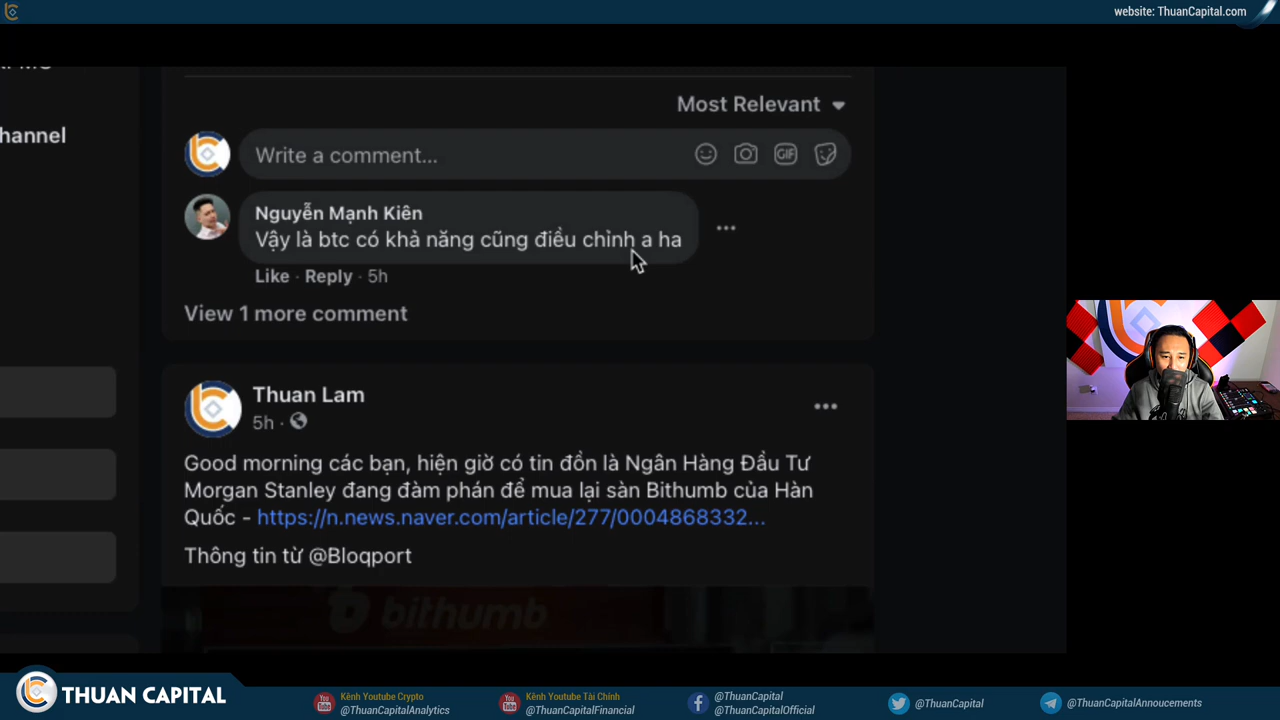 website: ThuanCapital.com
hannel
Most Relevant
Write a comment...
GIF
Nguyễn Mạnh Kiên
Vậy là btc có khả năng cũng điều chỉnh a ha
Like · Reply · 5h
View 1 more comment
Thuan Lam
5h ·
Good morning các bạn, hiện giờ có tin đồn là Ngân Hàng Đầu Tư
Morgan Stanley đang đàm phán để mua lại sàn Bithumb của Hàn
Quốc - https://n.news.naver.com/article/277/0004868332...
Thông tin từ @Bloqport
bithumb
THUAN CAPITAL
Kênh Youtube Crypto
@ThuanCapitalAnalytics
Kênh Youtube Tài Chính
@ThuanCapitalFinancial
@ThuanCapital
@ThuanCapitalOfficial
@ThuanCapital
@ThuanCapitalAnnoucements